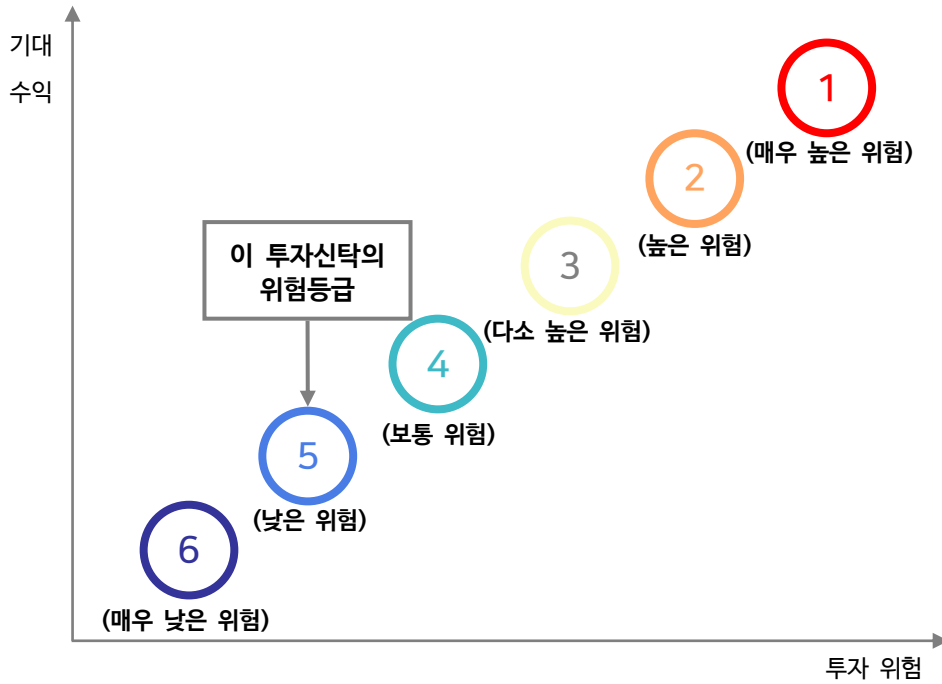 기대
수익
1
(매우 높은 위험)
2
(높은 위험)
이 투자신탁의
위험등급
3
(다소 높은 위험)
4
(보통 위험)
5
(낮은 위험)
6
(매우 낮은 위험)
투자 위험